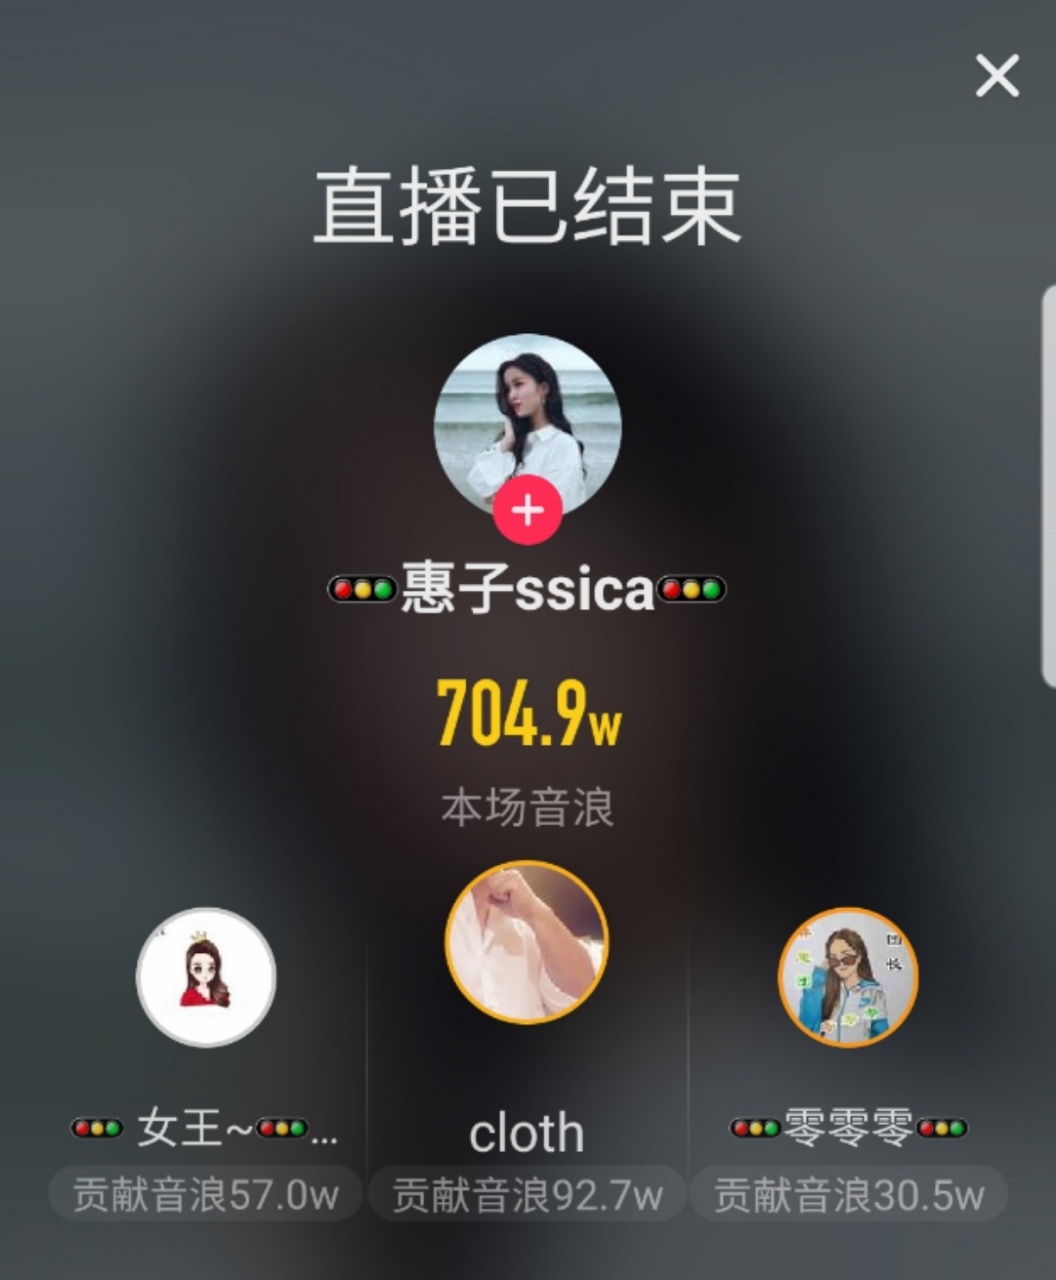 直播已结束
🚥惠子ssica🚥
704.9w
本场音浪
🚥 女王~🚥...
贡献音浪57.0w
cloth
贡献音浪92.7w
团长
🚥零零零🚥
贡献音浪30.5w